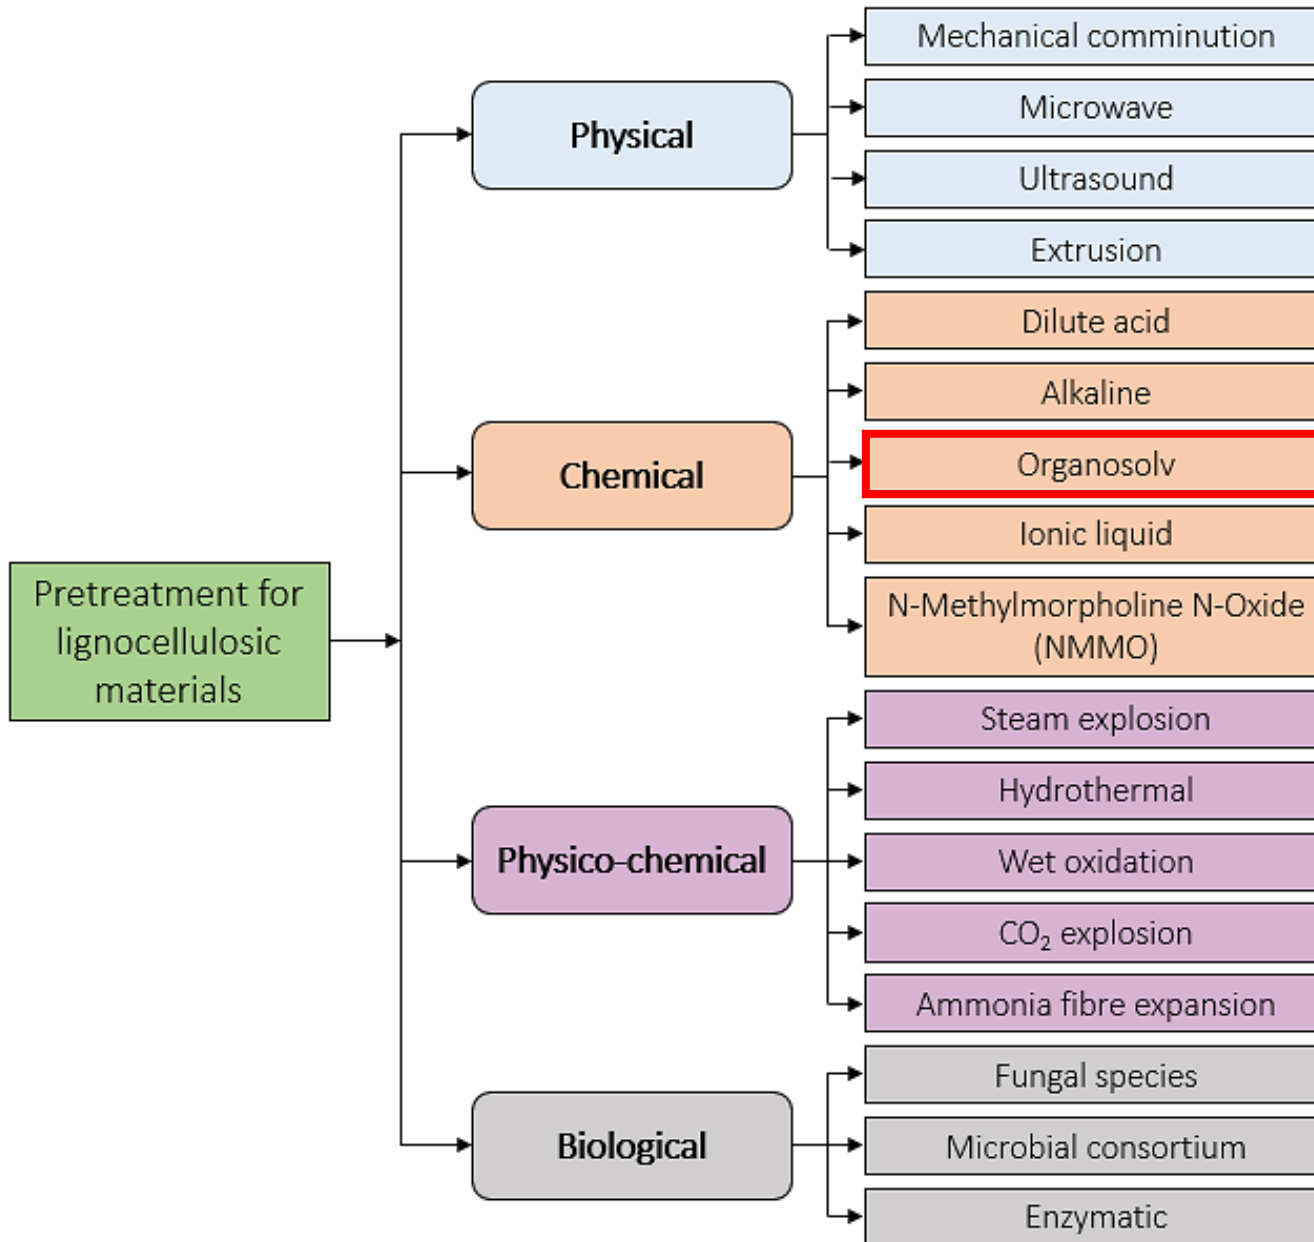 Pretreatment for
lignocellulosic
materials
Physical
Mechanical comminution
Microwave
Ultrasound
Extrusion
Chemical
Dilute acid
Alkaline
Organosolv
Ionic liquid
N-Methylmorpholine N-Oxide
(NMMO)
Physico-chemical
Steam explosion
Hydrothermal
Wet oxidation
CO₂ explosion
Ammonia fibre expansion
Biological
Fungal species
Microbial consortium
Enzymatic